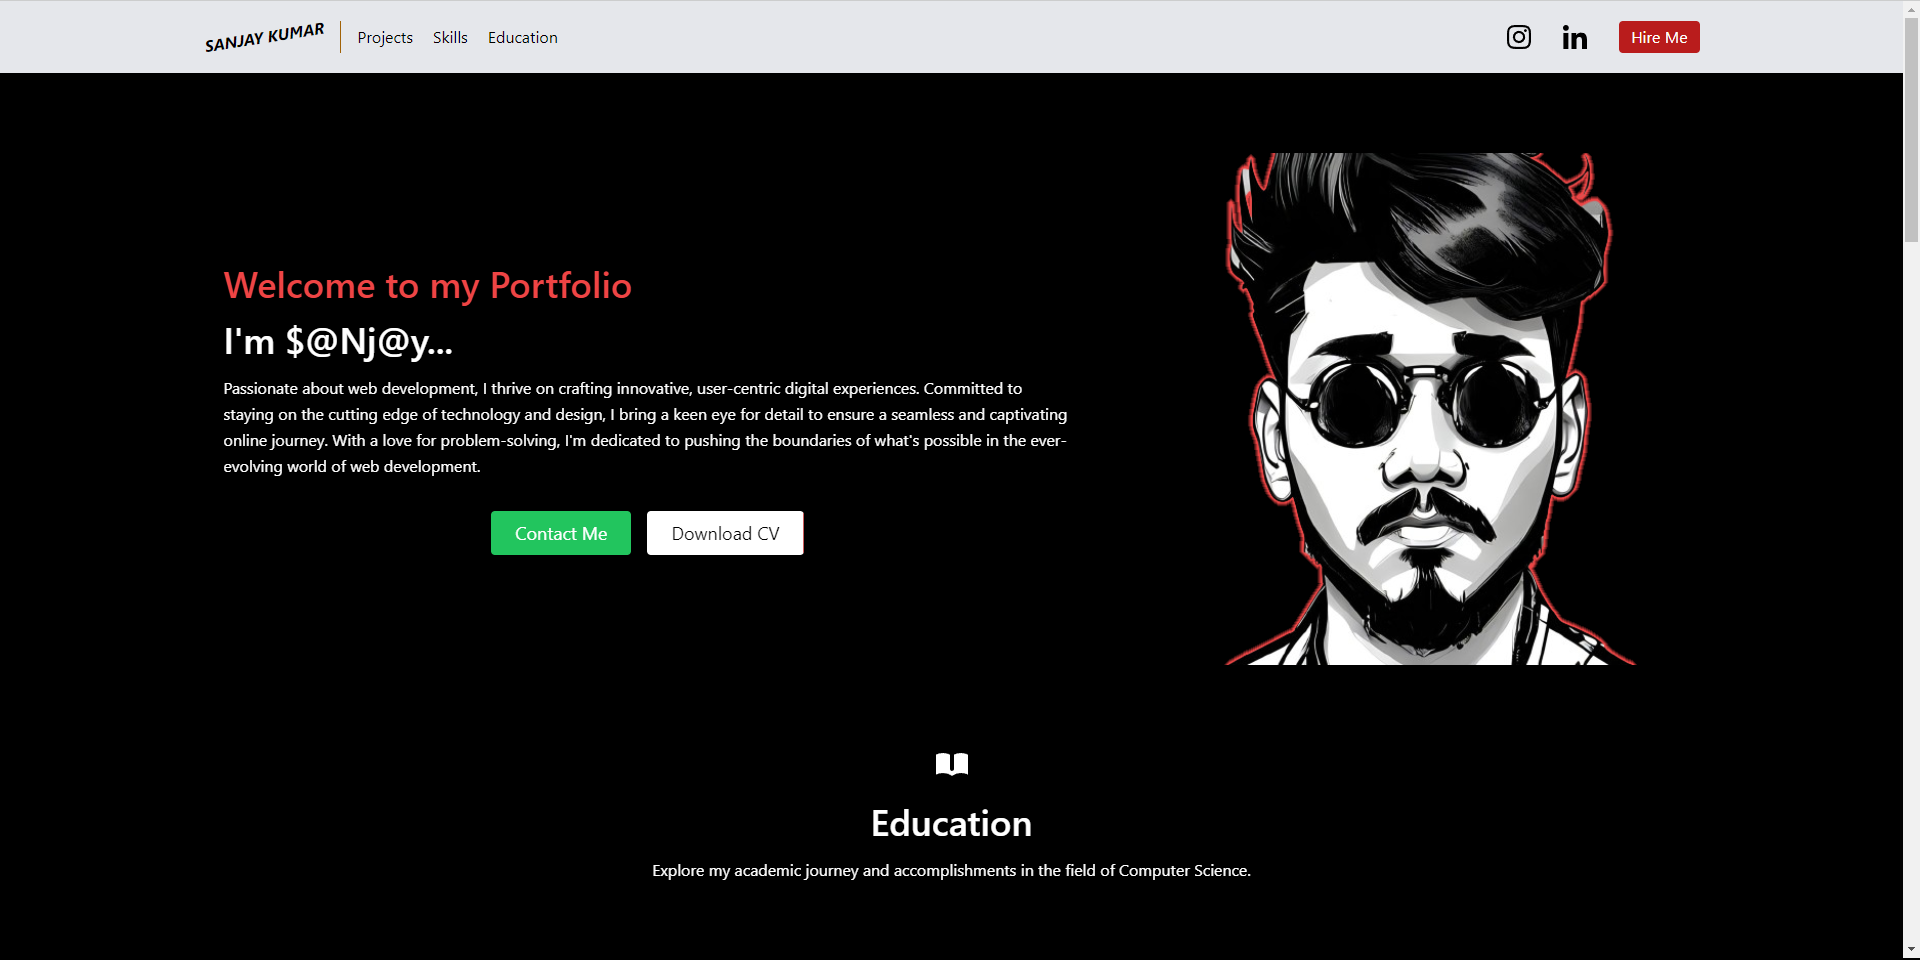 SANJAY KUMAR
Projects Skills Education
Hire Me
Welcome to my Portfolio
I'm $@Nj@y...
Passionate about web development, I thrive on crafting innovative, user-centric digital experiences. Committed to
staying on the cutting edge of technology and design, I bring a keen eye for detail to ensure a seamless and captivating
online journey. With a love for problem-solving, I'm dedicated to pushing the boundaries of what's possible in the ever-
evolving world of web development.
Contact Me
Download CV
Education
Explore my academic journey and accomplishments in the field of Computer Science.